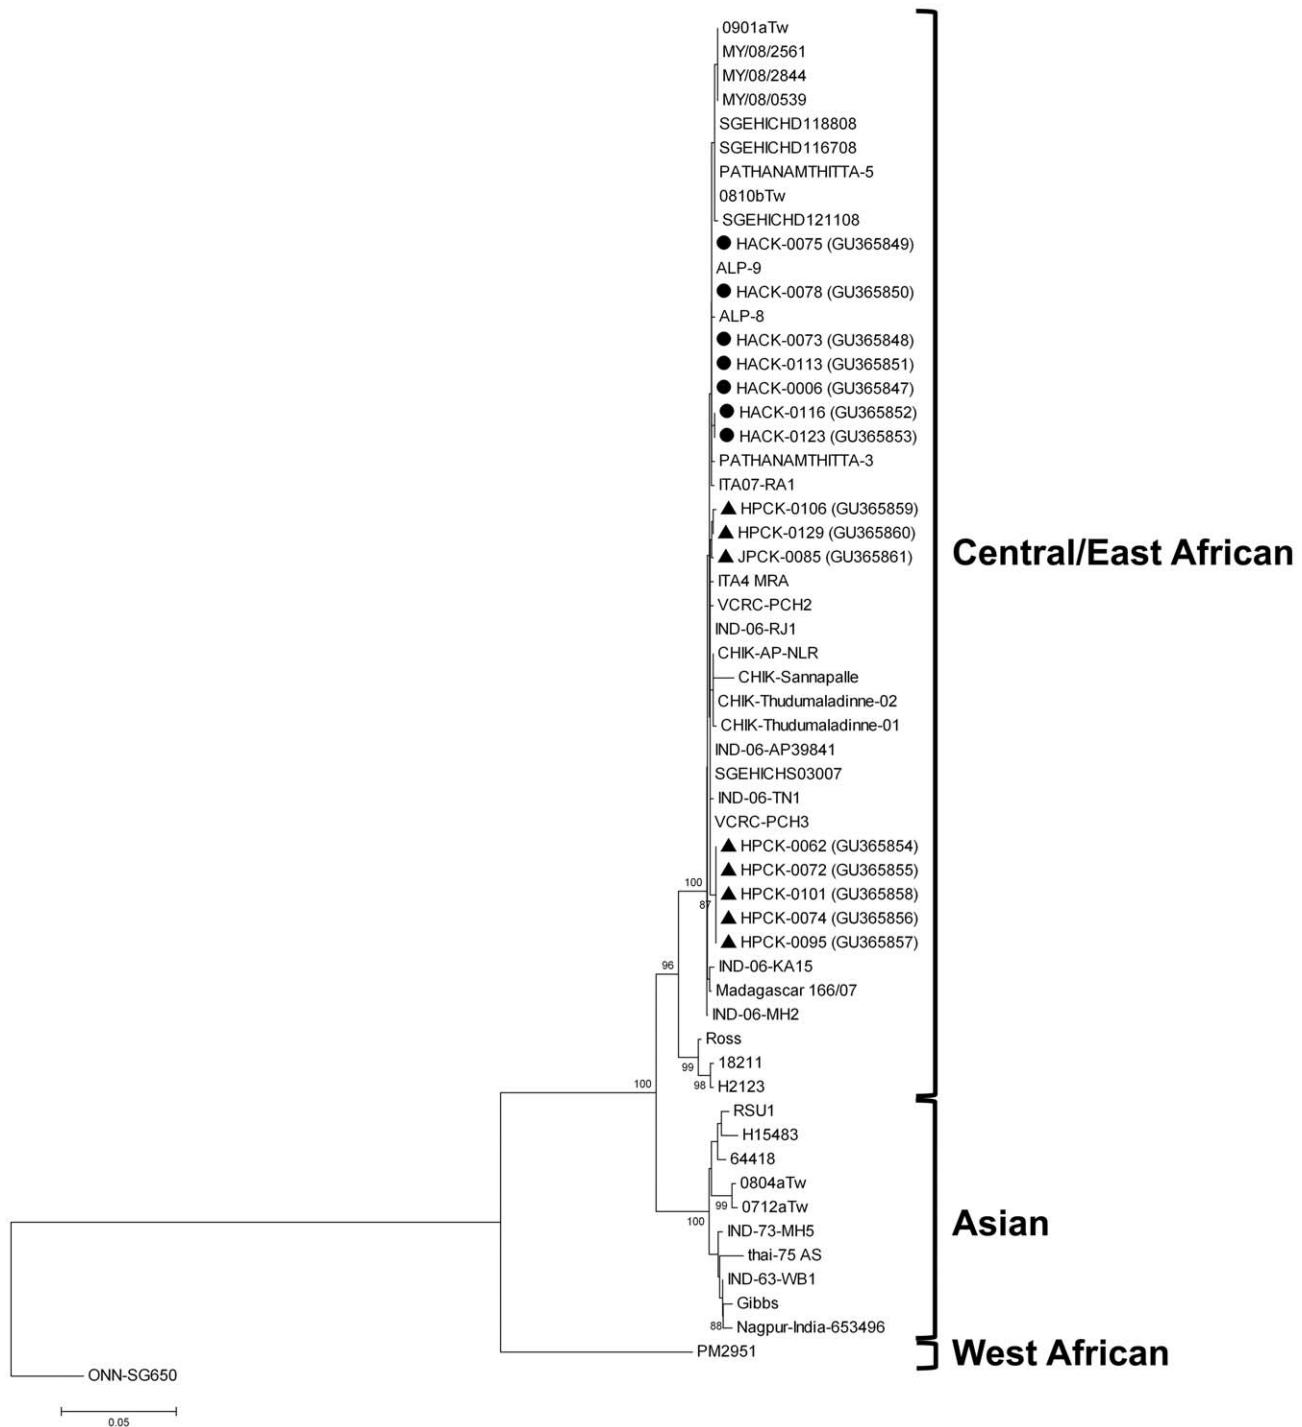 0901aTw
MY/08/2561
MY/08/2844
MY/08/0539
SGEHICHD118808
SGEHICHD116708
PATHANAMTHITTA-5
0810bTw
SGEHICHD121108
HACK-0075 (GU365849)
ALP-9
HACK-0078 (GU365850)
ALP-8
HACK-0073 (GU365848)
HACK-0113 (GU365851)
HACK-0006 (GU365847)
HACK-0116 (GU365852)
HACK-0123 (GU365853)
PATHANAMTHITTA-3
ITA07-RA1
HPCK-0106 (GU365859)
HPCK-0129 (GU365860)
JPCK-0085 (GU365861)
Central/East African
ITA4 MRA
VCRC-PCH2
IND-06-RJ1
CHIK-AP-NLR
CHIK-Sannapalle
CHIK-Thudumaladinne-02
CHIK-Thudumaladinne-01
IND-06-AP39841
SGEHICHS03007
IND-06-TN1
VCRC-PCH3
HPCK-0062 (GU365854)
HPCK-0072 (GU365855)
100
HPCK-0101 (GU365858)
87
HPCK-0074 (GU365856)
HPCK-0095 (GU365857)
96
IND-06-KA15
Madagascar 166/07
IND-06-MH2
Ross
99
18211
98
H2123
100
RSU1
H15483
64418
0804aTw
99
0712aTw
100
Asian
IND-73-MH5
thai-75 AS
IND-63-WB1
Gibbs
88
Nagpur-India-653496
PM2951
West African
ONN-SG650
0.05